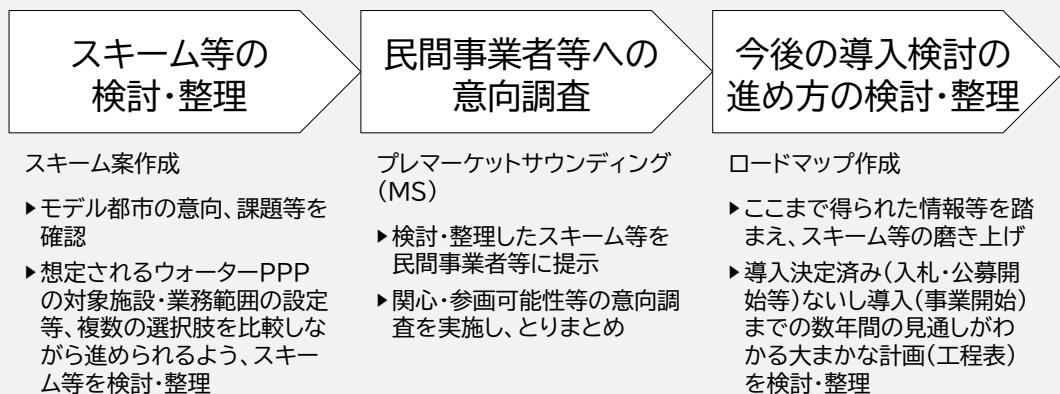 スキーム等の
検討・整理
民間事業者等への
意向調査
今後の導入検討の
進め方の検討・整理
スキーム案作成
▶モデル都市の意向、課題等を
確認
▶想定されるウォーターPPP
の対象施設・業務範囲の設定
等、複数の選択肢を比較しな
がら進められるよう、スキー
ム等を検討・整理
プレマーケットサウンディング
(MS)
▶検討・整理したスキーム等を
民間事業者等に提示
▶関心・参画可能性等の意向調
査を実施し、とりまとめ
ロードマップ作成
▶ここまで得られた情報等を踏
まえ、スキーム等の磨き上げ
▶導入決定済み(入札・公募開
始等)ないし導入(事業開始)
までの数年間の見通しがわ
かる大まかな計画(工程表)
を検討・整理